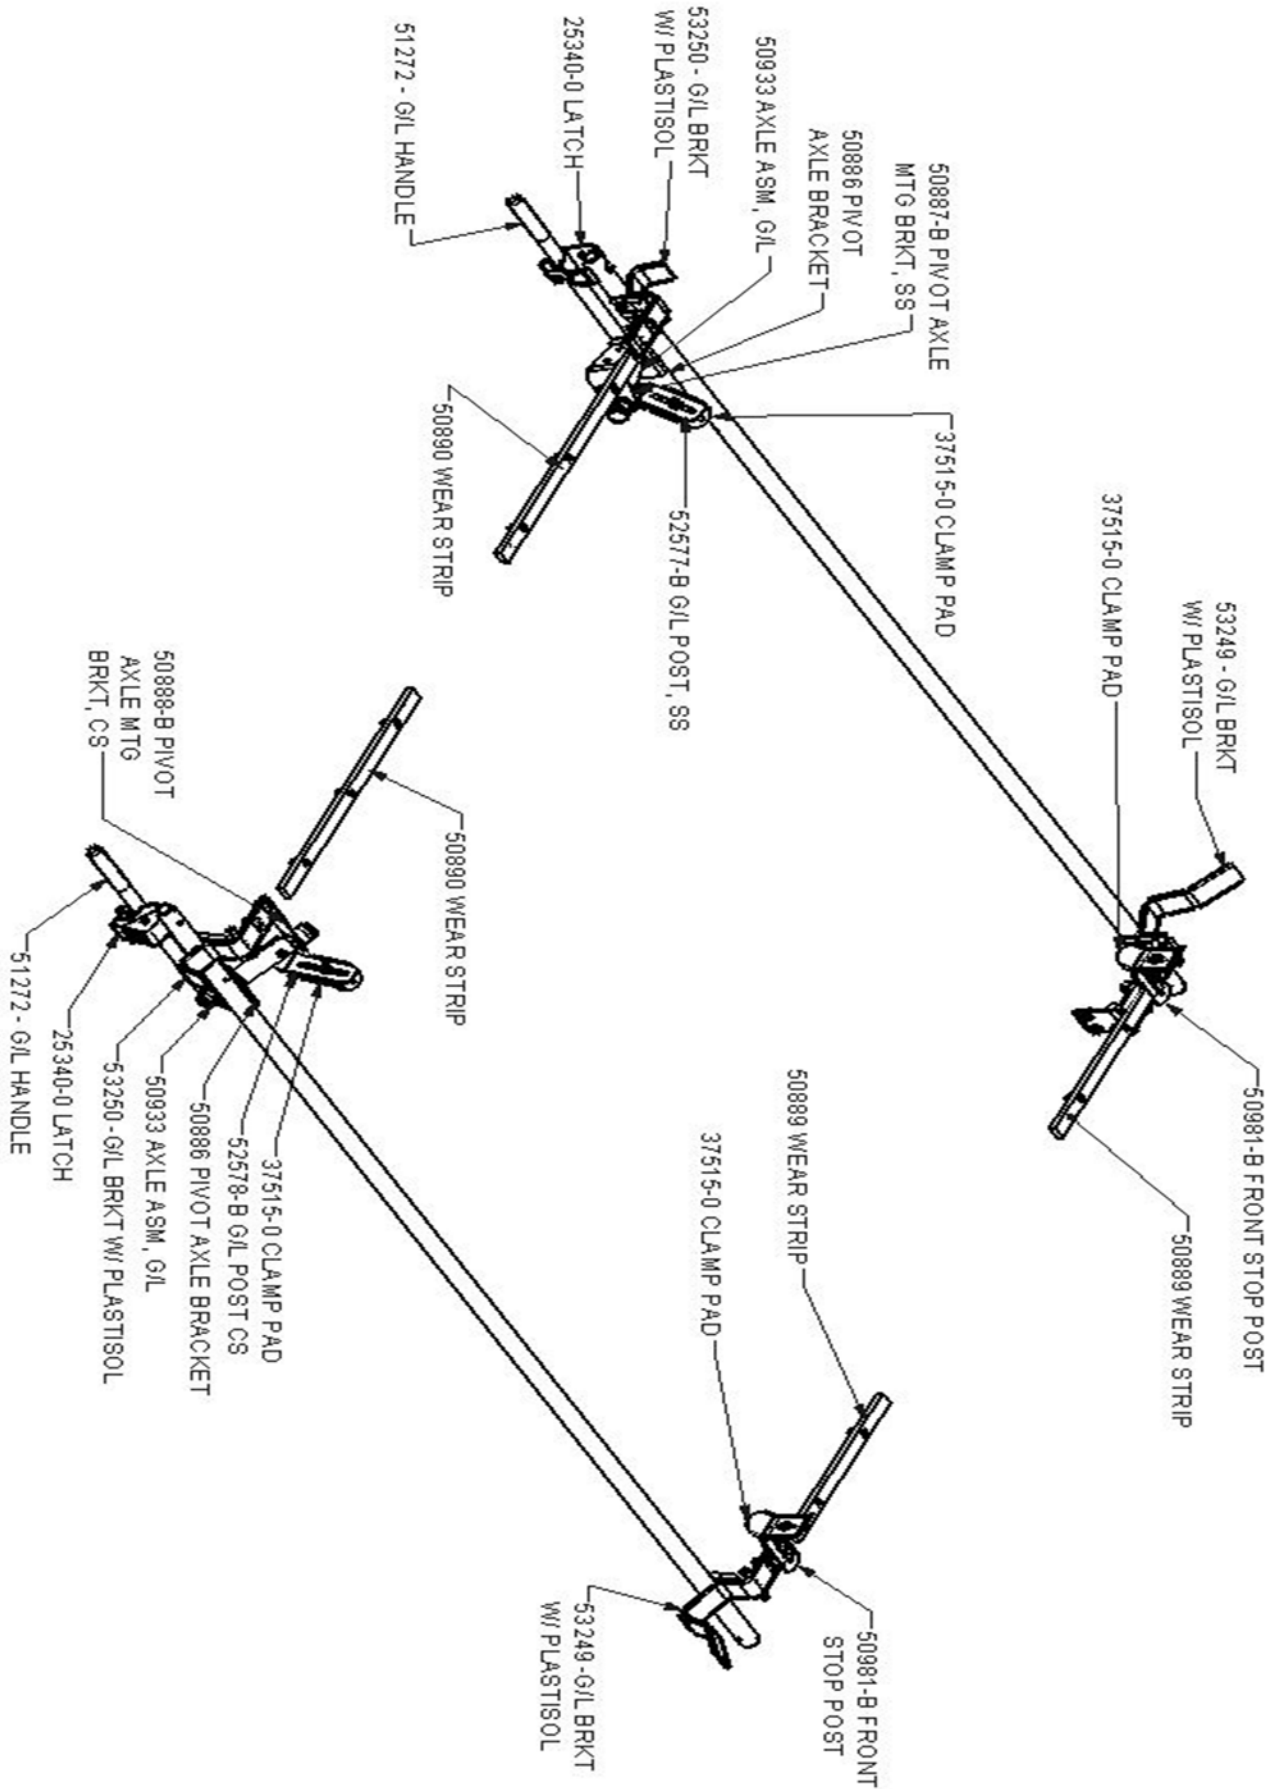 50981-B FRONT STOP POST
53249 - G/L BRKT
W/ PLASTISOL
50889 WEAR STRIP
37515-0 CLAMP PAD
50887-B PIVOT AXLE
MTG BRKT, SS
37515-0 CLAMP PAD
50886 PIVOT
AXLE BRACKET
50933 AXLE ASM, G/L
52577-B G/L POST, SS
53250 - G/L BRKT
W/ PLASTISOL
25340-0 LATCH
51272 - G/L HANDLE
50890 WEAR STRIP
50981-B FRONT
STOP POST
50889 WEAR STRIP
37515-0 CLAMP PAD
53249 -G/L BRKT
W/ PLASTISOL
50890 WEAR STRIP
50888-B PIVOT
AXLE MTG
BRKT, CS
37515-0 CLAMP PAD
52578-B G/L POST CS
50886 PIVOT AXLE BRACKET
50933 AXLE ASM, G/L
53250 -G/L BRKT W/ PLASTISOL
25340-0 LATCH
51272 - G/L HANDLE